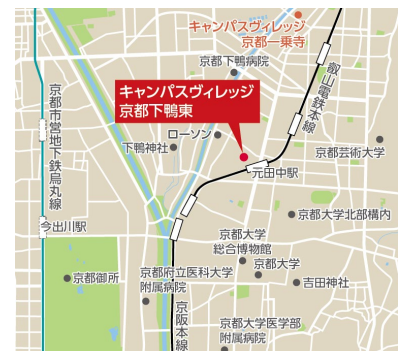 キャンパスヴィレッジ
京都一乗寺
京都下鴨病院
叡山電鉄本線
キャンパスヴィレッジ
京都下鴨東
京都市営地下鉄烏丸線
ローソン
下鴨神社
京都芸術大学
元田中駅
京都大学北部構内
今出川駅
京都大学
総合博物館
京都大学
京都御所
京都府立医科大学
附属病院
吉田神社
京阪本線
京都大学医学部
附属病院